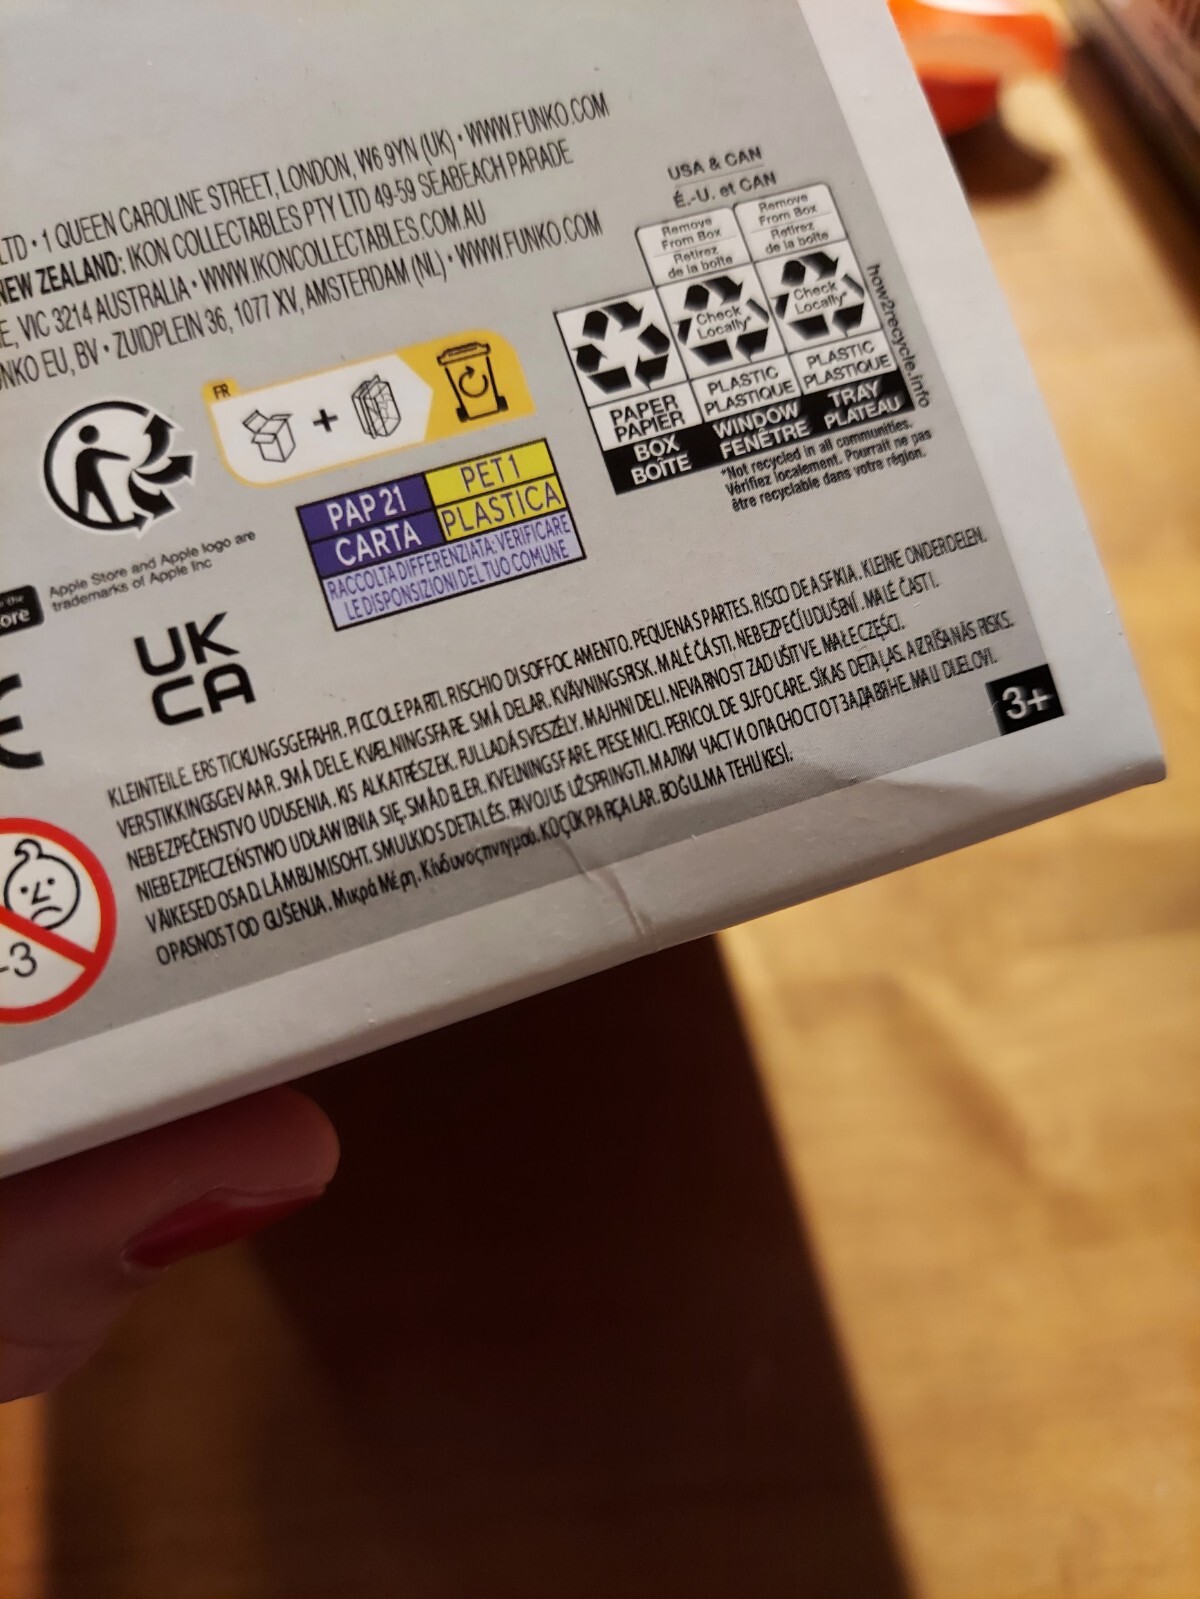 LTD • 1 QUEEN CAROLINE STREET, LONDON, W6 9YN (UK) • WWW.FUNKO.COM
NEW ZEALAND: IKON COLLECTABLES PTY LTD 49-59 SEABEACH PARADE
VIC 3214 AUSTRALIA • WWW.IKONCOLLECTABLES.COM.AU
EU, BV • ZUIDPLEIN 36, 1077 XV, AMSTERDAM (NL) • WWW.FUNKO.COM
USA & CAN
É.-U. et CAN
Remove
From Box
Retirez
de la boîte
Remove
From Box
Retirez
de la boîte
Check
Locally*
Check
Locally*
PAPER
PAPIER
BOX
BOÎTE
PLASTIC
PLASTIQUE
WINDOW
FENÊTRE
PLASTIC
PLASTIQUE
TRAY
PLATEAU
how2recycle.info
*Not recycled in all communities.
Vérifiez localement. Pourrait ne pas
être recyclable dans votre région.
FR
+
PAP 21
CARTA
PET 1
PLASTICA
RACCOLTA DIFFERENZIATA: VERIFICARE
LE DISPOSIZIONI DEL TUO COMUNE
Apple Store and Apple logo are
trademarks of Apple Inc
UK
CA
KLEINTEILE. ERSTICKUNGSGEFAHR. PICCOLE PARTI. RISCHIO DI SOFFOCAMENTO. PEQUENAS PARTES. RISCO DE ASFIXIA. KLEINE ONDERDELEN.
VERSTIKKINGSGEVAAR. SMÅ DELE. KVÆLNINGSFARE. SMÅ DELAR. KVÄVNINGSRISK. MALÉ ČÁSTI. NEBEZPEČÍ UDUŠENÍ. MALÉ ČASTI.
NEBEZPEČENSTVO UDUSENIA. KIS ALKATRÉSZEK. FULLADÁSVESZÉLY. MAJHNI DELI. NEVARNOST ZADUŠITVE. MAŁE CZĘŚCI.
NIEBEZPIECZEŃSTWO UDŁAWIENIA SIĘ. SMÅ DELER. KVELNINGSFARE. PIESE MICI. PERICOL DE SUFOCARE. SĪKAS DETAĻAS. AIZRĪŠANĀS RISKS.
VÄIKESED OSAD. LÄMBUMISOHT. SMULKIOS DETALĖS. PAVOJUS UŽSPRINGTI. МАЛКИ ЧАСТИ. ОПАСНОСТ ОТ ЗАДАВЯНЕ. MALI DIJELOVI.
OPASNOST OD GUŠENJA. Μικρά Μέρη. Κίνδυνος πνιγμού. KÜÇÜK PARÇALAR. BOĞULMA TEHLİKESİ.
3+
-3